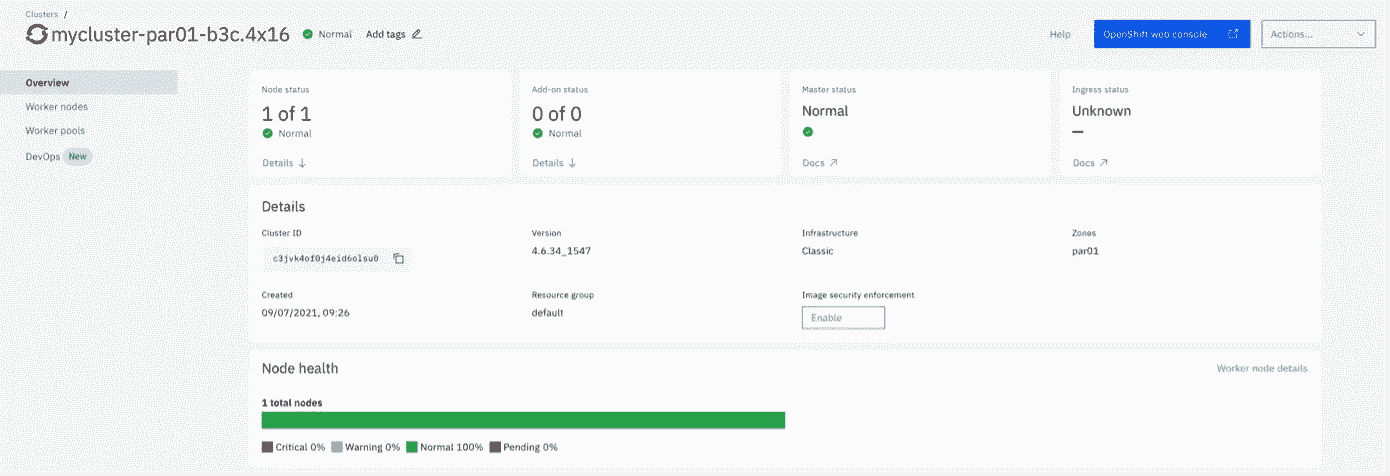 Clusters /
mycluster-par01-b3c.4x16 Normal Add tags Help OpenShift web console Actions...
Overview
Worker nodes
Worker pools
DevOps New
Node status
1 of 1
Normal
Details
Add-on status
0 of 0
Normal
Details
Master status
Normal
Docs
Ingress status
Unknown
—
Docs
Details
Cluster ID
c3jvk4of0j4eid6olsu0
Version
4.6.34_1547
Infrastructure
Classic
Zones
par01
Created
09/07/2021, 09:26
Resource group
default
Image security enforcement
Enable
Node health Worker node details
1 total nodes
Critical 0% Warning 0% Normal 100% Pending 0%